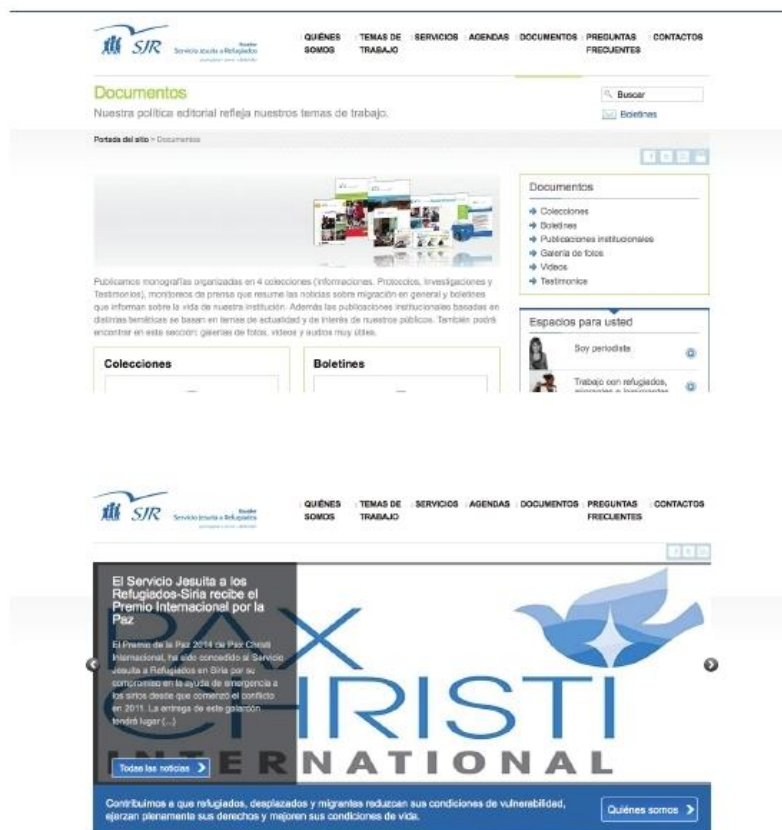 SJR
Ecuador
Servicio Jesuita a Refugiados
QUIÉNES SOMOS
TEMAS DE TRABAJO
SERVICIOS
AGENDAS
DOCUMENTOS
PREGUNTAS FRECUENTES
CONTACTOS
Documentos
Nuestra política editorial refleja nuestros temas de trabajo.
Buscar
Boletines
Portada del sitio > Documentos
Publicamos monografías organizadas en 4 colecciones (Informaciones, Protocolos, Investigaciones y
Testimonios), monitoreos de prensa que resume las noticias sobre migración en general y boletines
que informan sobre la vida de nuestra institución. Además las publicaciones institucionales basadas en
distintas temáticas se basan en temas de actualidad y de interés de nuestros públicos. También podrá
encontrar en esta sección: galerías de fotos, videos y audios muy útiles.
Colecciones
Boletines
Documentos
Colecciones
Boletines
Publicaciones institucionales
Galería de fotos
Videos
Testimonios
Espacios para usted
Soy periodista
Trabajo con refugiados,
SJR
Ecuador
Servicio Jesuita a Refugiados
QUIÉNES SOMOS
TEMAS DE TRABAJO
SERVICIOS
AGENDAS
DOCUMENTOS
PREGUNTAS FRECUENTES
CONTACTOS
El Servicio Jesuita a los
Refugiados-Siria recibe el
Premio Internacional por la
Paz
El Premio de la Paz 2014 de Pax Christi
Internacional, ha sido concedido al Servicio
Jesuita a Refugiados en Siria por su
compromiso en la ayuda de emergencia a
los sirios desde que comenzó el conflicto
en 2011. La entrega de este galardón
tendrá lugar (...)
Todas las noticias
PAX
CHRISTI
INTERNATIONAL
Contribuimos a que refugiados, desplazados y migrantes reduzcan sus condiciones de vulnerabilidad,
ejerzan plenamente sus derechos y mejoren sus condiciones de vida.
Quiénes somos